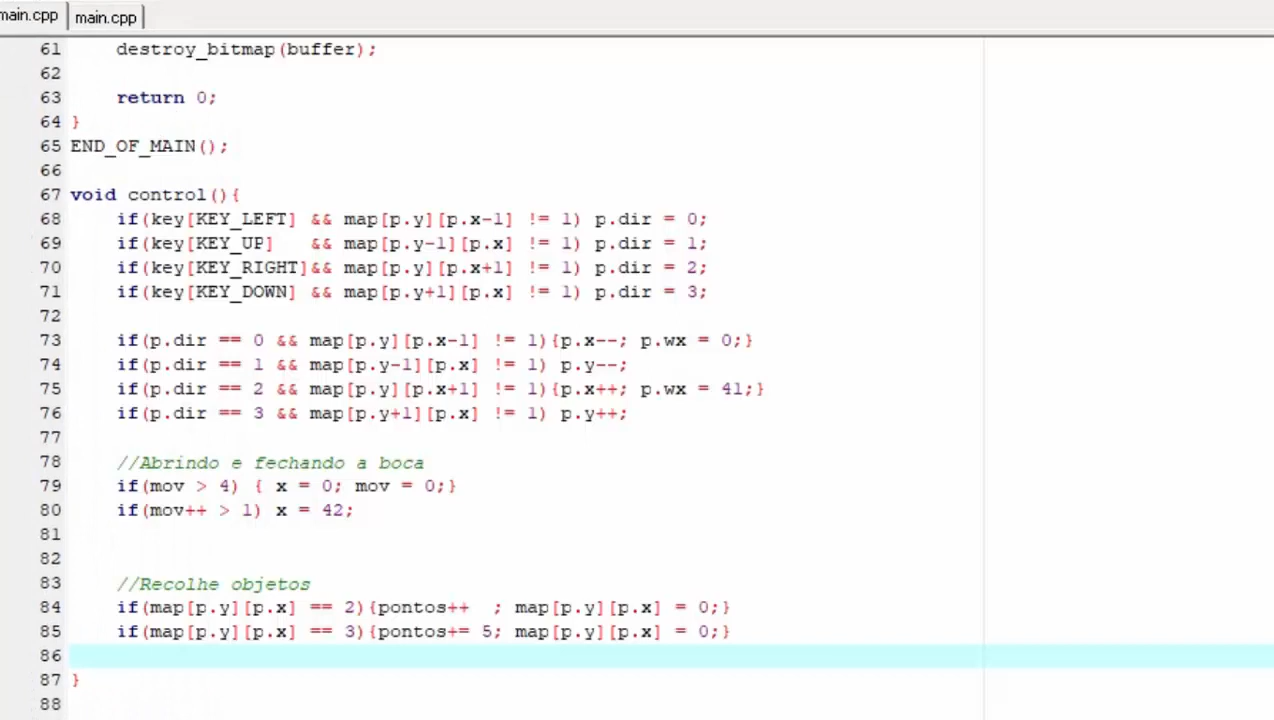 main.cpp main.cpp
61 destroy_bitmap(buffer);
62
63 return 0;
64 }
65 END_OF_MAIN();
66
67 void control(){
68 if(key[KEY_LEFT] && map[p.y][p.x-1] != 1) p.dir = 0;
69 if(key[KEY_UP]   && map[p.y-1][p.x] != 1) p.dir = 1;
70 if(key[KEY_RIGHT]&& map[p.y][p.x+1] != 1) p.dir = 2;
71 if(key[KEY_DOWN] && map[p.y+1][p.x] != 1) p.dir = 3;
72
73 if(p.dir == 0 && map[p.y][p.x-1] != 1){p.x--; p.wx = 0;}
74 if(p.dir == 1 && map[p.y-1][p.x] != 1) p.y--;
75 if(p.dir == 2 && map[p.y][p.x+1] != 1){p.x++; p.wx = 41;}
76 if(p.dir == 3 && map[p.y+1][p.x] != 1) p.y++;
77
78 //Abrindo e fechando a boca
79 if(mov > 4) { x = 0; mov = 0;}
80 if(mov++ > 1) x = 42;
81
82
83 //Recolhe objetos
84 if(map[p.y][p.x] == 2){pontos++  ; map[p.y][p.x] = 0;}
85 if(map[p.y][p.x] == 3){pontos+= 5; map[p.y][p.x] = 0;}
86
87 }
88